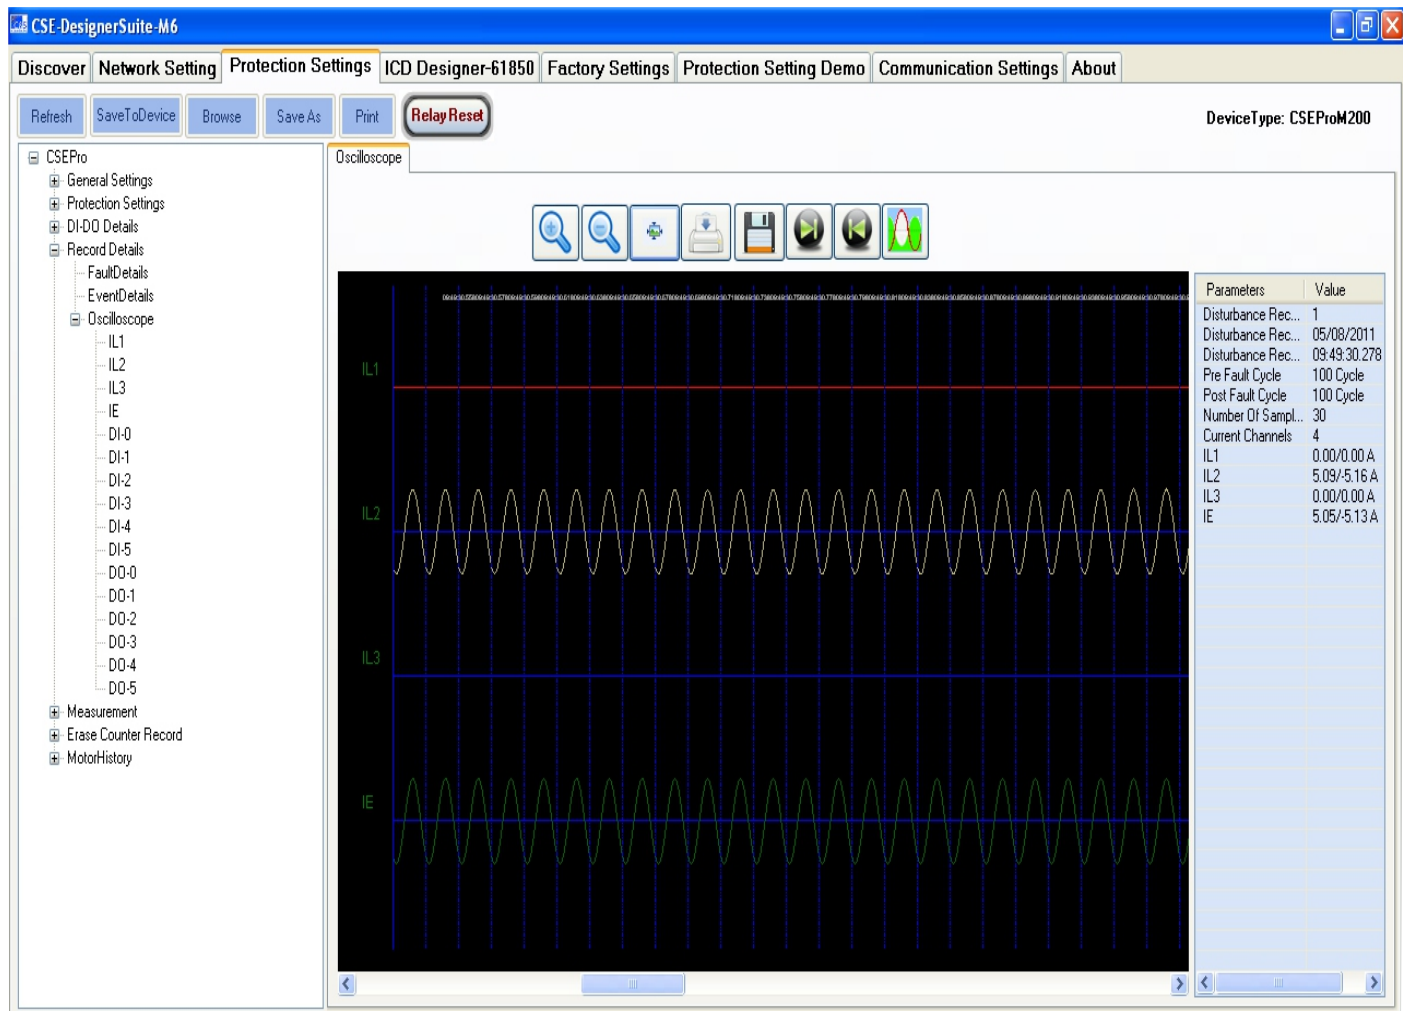 CSE-DesignerSuite-M6
Discover Network Setting Protection Settings ICD Designer-61850 Factory Settings Protection Setting Demo Communication Settings About
Refresh SaveToDevice Browse Save As Print Relay Reset DeviceType: CSEProM200
CSEPro
General Settings
Protection Settings
DI-DO Details
Record Details
FaultDetails
EventDetails
Oscilloscope
IL1
IL2
IL3
IE
DI-0
DI-1
DI-2
DI-3
DI-4
DI-5
DO-0
DO-1
DO-2
DO-3
DO-4
DO-5
Measurement
Erase Counter Record
MotorHistory
Oscilloscope
IL1
IL2
IL3
IE
Parameters Value
Disturbance Rec... 1
Disturbance Rec... 05/08/2011
Disturbance Rec... 09:49:30.278
Pre Fault Cycle 100 Cycle
Post Fault Cycle 100 Cycle
Number Of Sampl... 30
Current Channels 4
IL1 0.00/0.00 A
IL2 5.09/-5.16 A
IL3 0.00/0.00 A
IE 5.05/-5.13 A